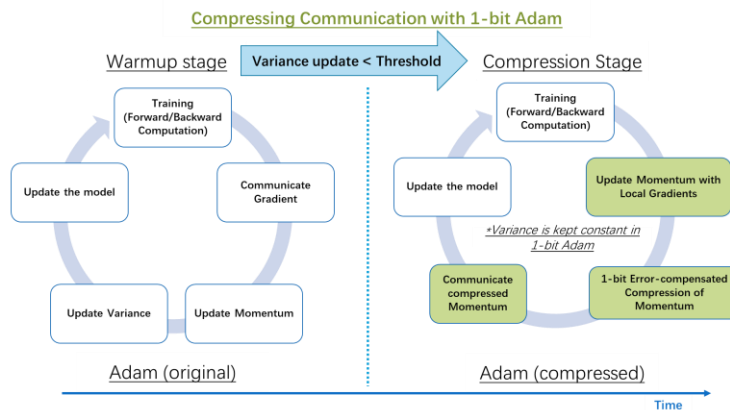 Compressing Communication with 1-bit Adam
Warmup stage
Variance update < Threshold
Compression Stage
Training
(Forward/Backward
Computation)
Communicate
Gradient
Update Momentum
Update Variance
Update the model
Adam (original)
Training
(Forward/Backward
Computation)
Update Momentum with
Local Gradients
1-bit Error-compensated
Compression of
Momentum
Communicate
compressed
Momentum
Update the model
*Variance is kept constant in
1-bit Adam
Adam (compressed)
Time